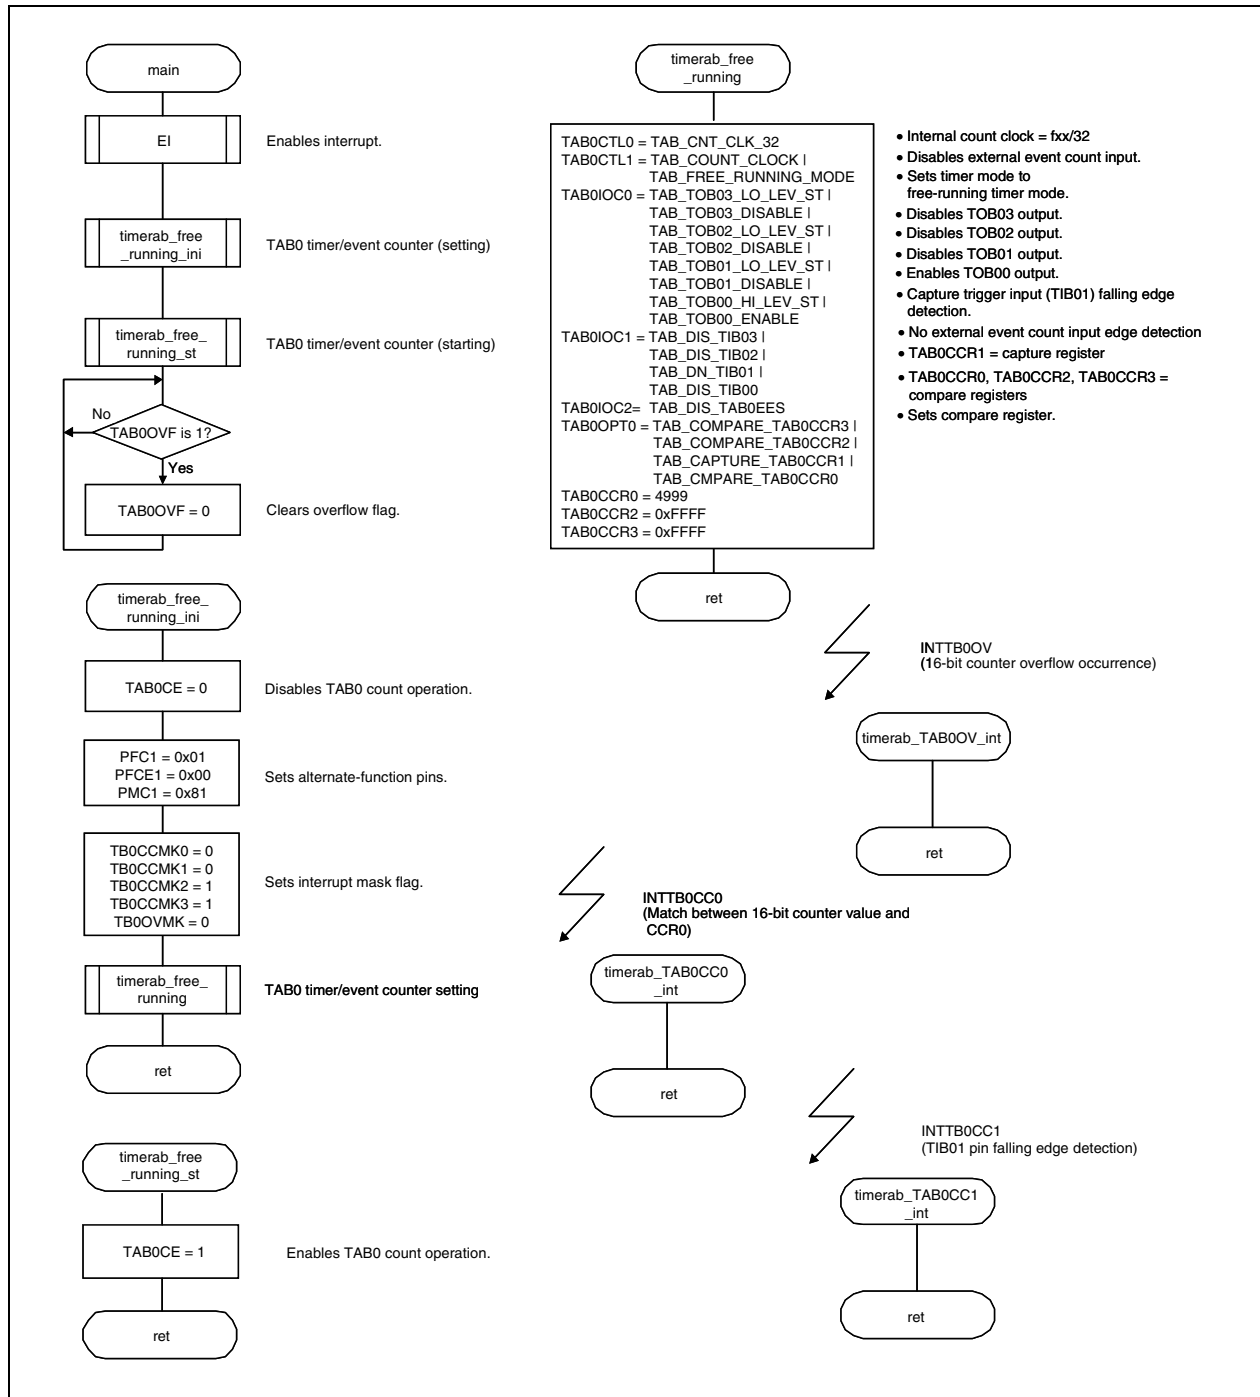 main
EI
Enables interrupt.
timerab_free
_running_ini
TAB0 timer/event counter (setting)
timerab_free_
running_st
TAB0 timer/event counter (starting)
No
TAB0OVF is 1?
Yes
TAB0OVF = 0
Clears overflow flag.
timerab_free_
running_ini
TAB0CE = 0
Disables TAB0 count operation.
PFC1 = 0x01
PFCE1 = 0x00
PMC1 = 0x81
Sets alternate-function pins.
TB0CCMK0 = 0
TB0CCMK1 = 0
TB0CCMK2 = 1
TB0CCMK3 = 1
TB0OVMK = 0
Sets interrupt mask flag.
timerab_free_
running
TAB0 timer/event counter setting
ret
timerab_free
_running_st
TAB0CE = 1
Enables TAB0 count operation.
ret
timerab_free
_running
TAB0CTL0 = TAB_CNT_CLK_32
TAB0CTL1 = TAB_COUNT_CLOCK |
TAB_FREE_RUNNING_MODE
TAB0IOC0 = TAB_TOB03_LO_LEV_ST |
TAB_TOB03_DISABLE |
TAB_TOB02_LO_LEV_ST |
TAB_TOB02_DISABLE |
TAB_TOB01_LO_LEV_ST |
TAB_TOB01_DISABLE |
TAB_TOB00_HI_LEV_ST |
TAB_TOB00_ENABLE
TAB0IOC1 = TAB_DIS_TIB03 |
TAB_DIS_TIB02 |
TAB_DN_TIB01 |
TAB_DIS_TIB00
TAB0IOC2= TAB_DIS_TAB0EES
TAB0OPT0 = TAB_COMPARE_TAB0CCR3 |
TAB_COMPARE_TAB0CCR2 |
TAB_CAPTURE_TAB0CCR1 |
TAB_CMPARE_TAB0CCR0
TAB0CCR0 = 4999
TAB0CCR2 = 0xFFFF
TAB0CCR3 = 0xFFFF
• Internal count clock = fxx/32
• Disables external event count input.
• Sets timer mode to
free-running timer mode.
• Disables TOB03 output.
• Disables TOB02 output.
• Disables TOB01 output.
• Enables TOB00 output.
• Capture trigger input (TIB01) falling edge
detection.
• No external event count input edge detection
• TAB0CCR1 = capture register
• TAB0CCR0, TAB0CCR2, TAB0CCR3 =
compare registers
• Sets compare register.
ret
INTTB0OV
(16-bit counter overflow occurrence)
timerab_TAB0OV_int
ret
INTTB0CC0
(Match between 16-bit counter value and
CCR0)
timerab_TAB0CC0
_int
ret
INTTB0CC1
(TIB01 pin falling edge detection)
timerab_TAB0CC1
_int
ret